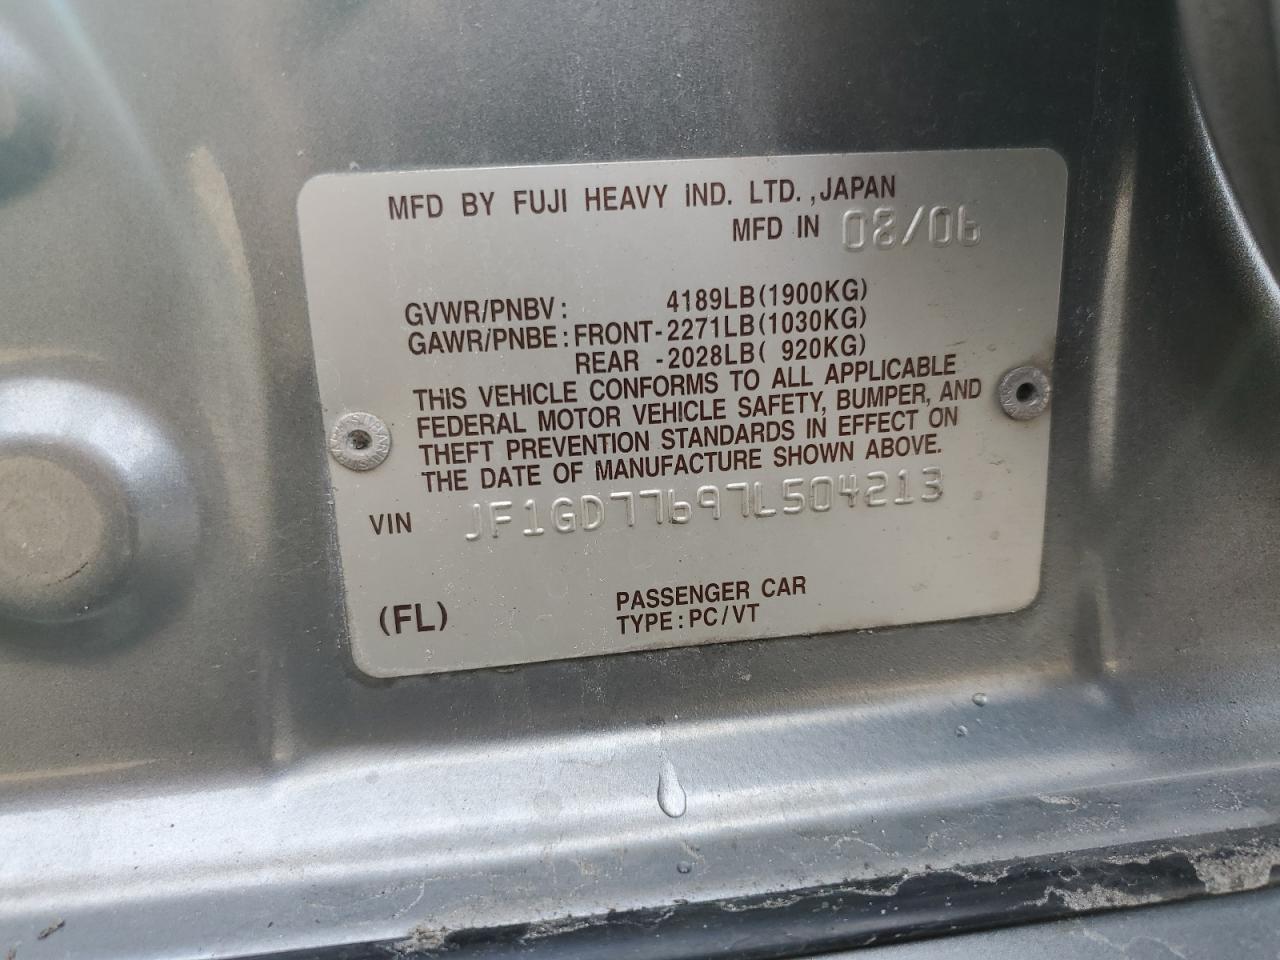 MFD BY FUJI HEAVY IND. LTD.,JAPAN
MFD IN 08/06
GVWR/PNBV: 4189LB(1900KG)
GAWR/PNBE:FRONT-2271LB(1030KG)
REAR -2028LB( 920KG)
THIS VEHICLE CONFORMS TO ALL APPLICABLE
FEDERAL MOTOR VEHICLE SAFETY, BUMPER, AND
THEFT PREVENTION STANDARDS IN EFFECT ON
THE DATE OF MANUFACTURE SHOWN ABOVE.
VIN JF1GD77697L504213
(FL) PASSENGER CAR
TYPE:PC/VT